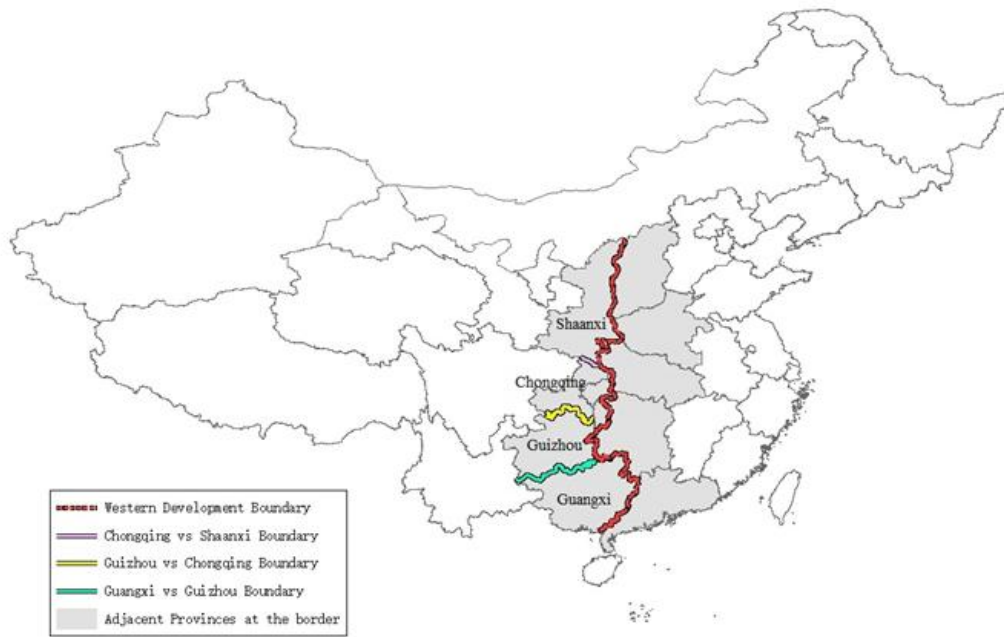 Shaanxi
Chongqing
Guizhou
Guangxi
Western Development Boundary
Chongqing vs Shaanxi Boundary
Guizhou vs Chongqing Boundary
Guangxi vs Guizhou Boundary
Adjacent Provinces at the border